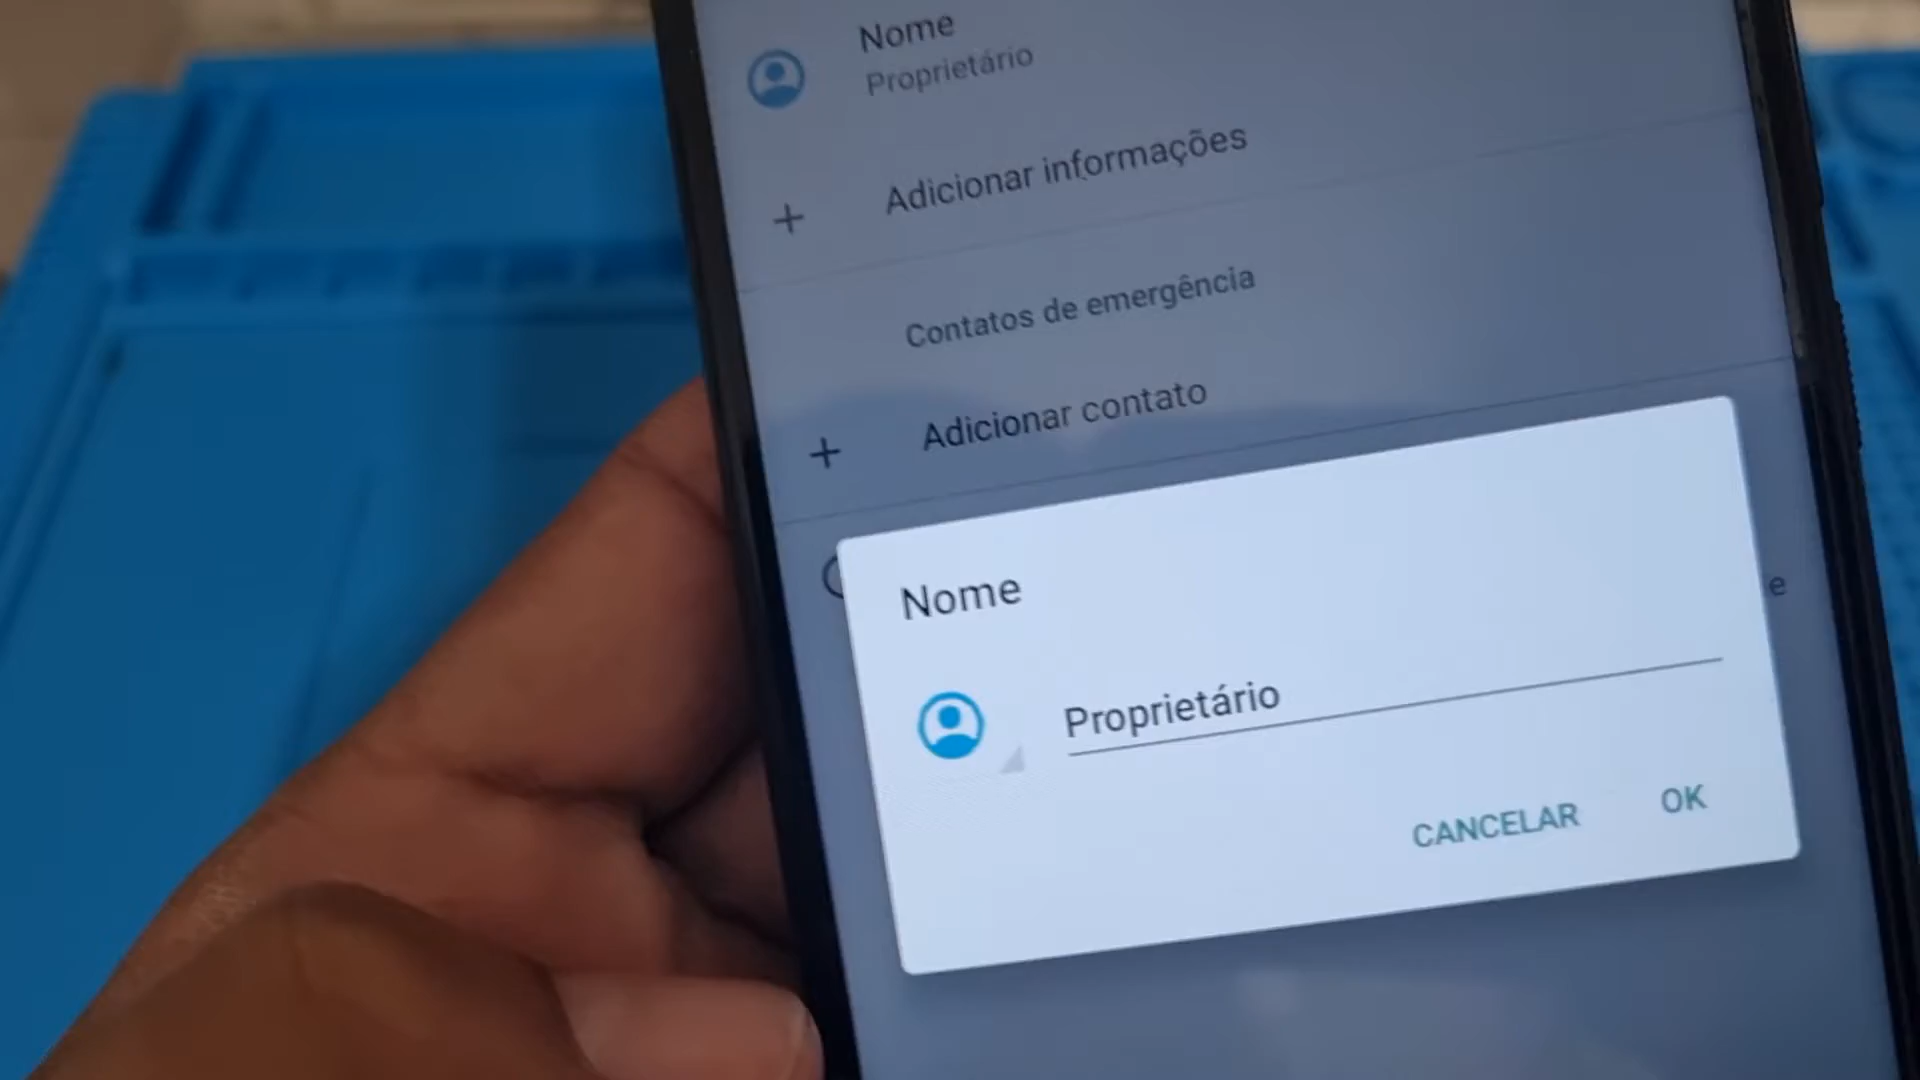 Nome
Proprietário
Adicionar informações
Contatos de emergência
Adicionar contato
e
Nome
Proprietário
CANCELAR
OK